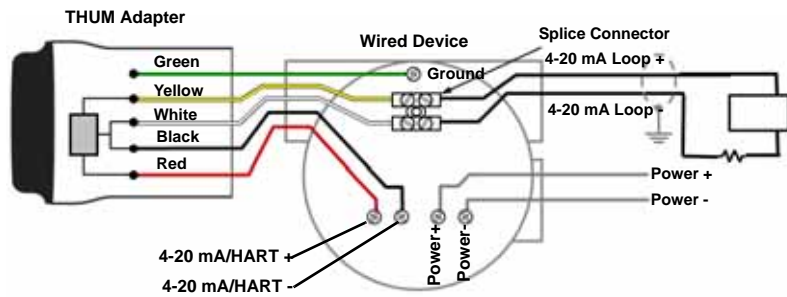 THUM Adapter
Wired Device
Splice Connector
4-20 mA Loop +
Green
Ground
Yellow
White
4-20 mA Loop -
Black
Red
Power +
Power -
4-20 mA/HART +
4-20 mA/HART -
Power+
Power-